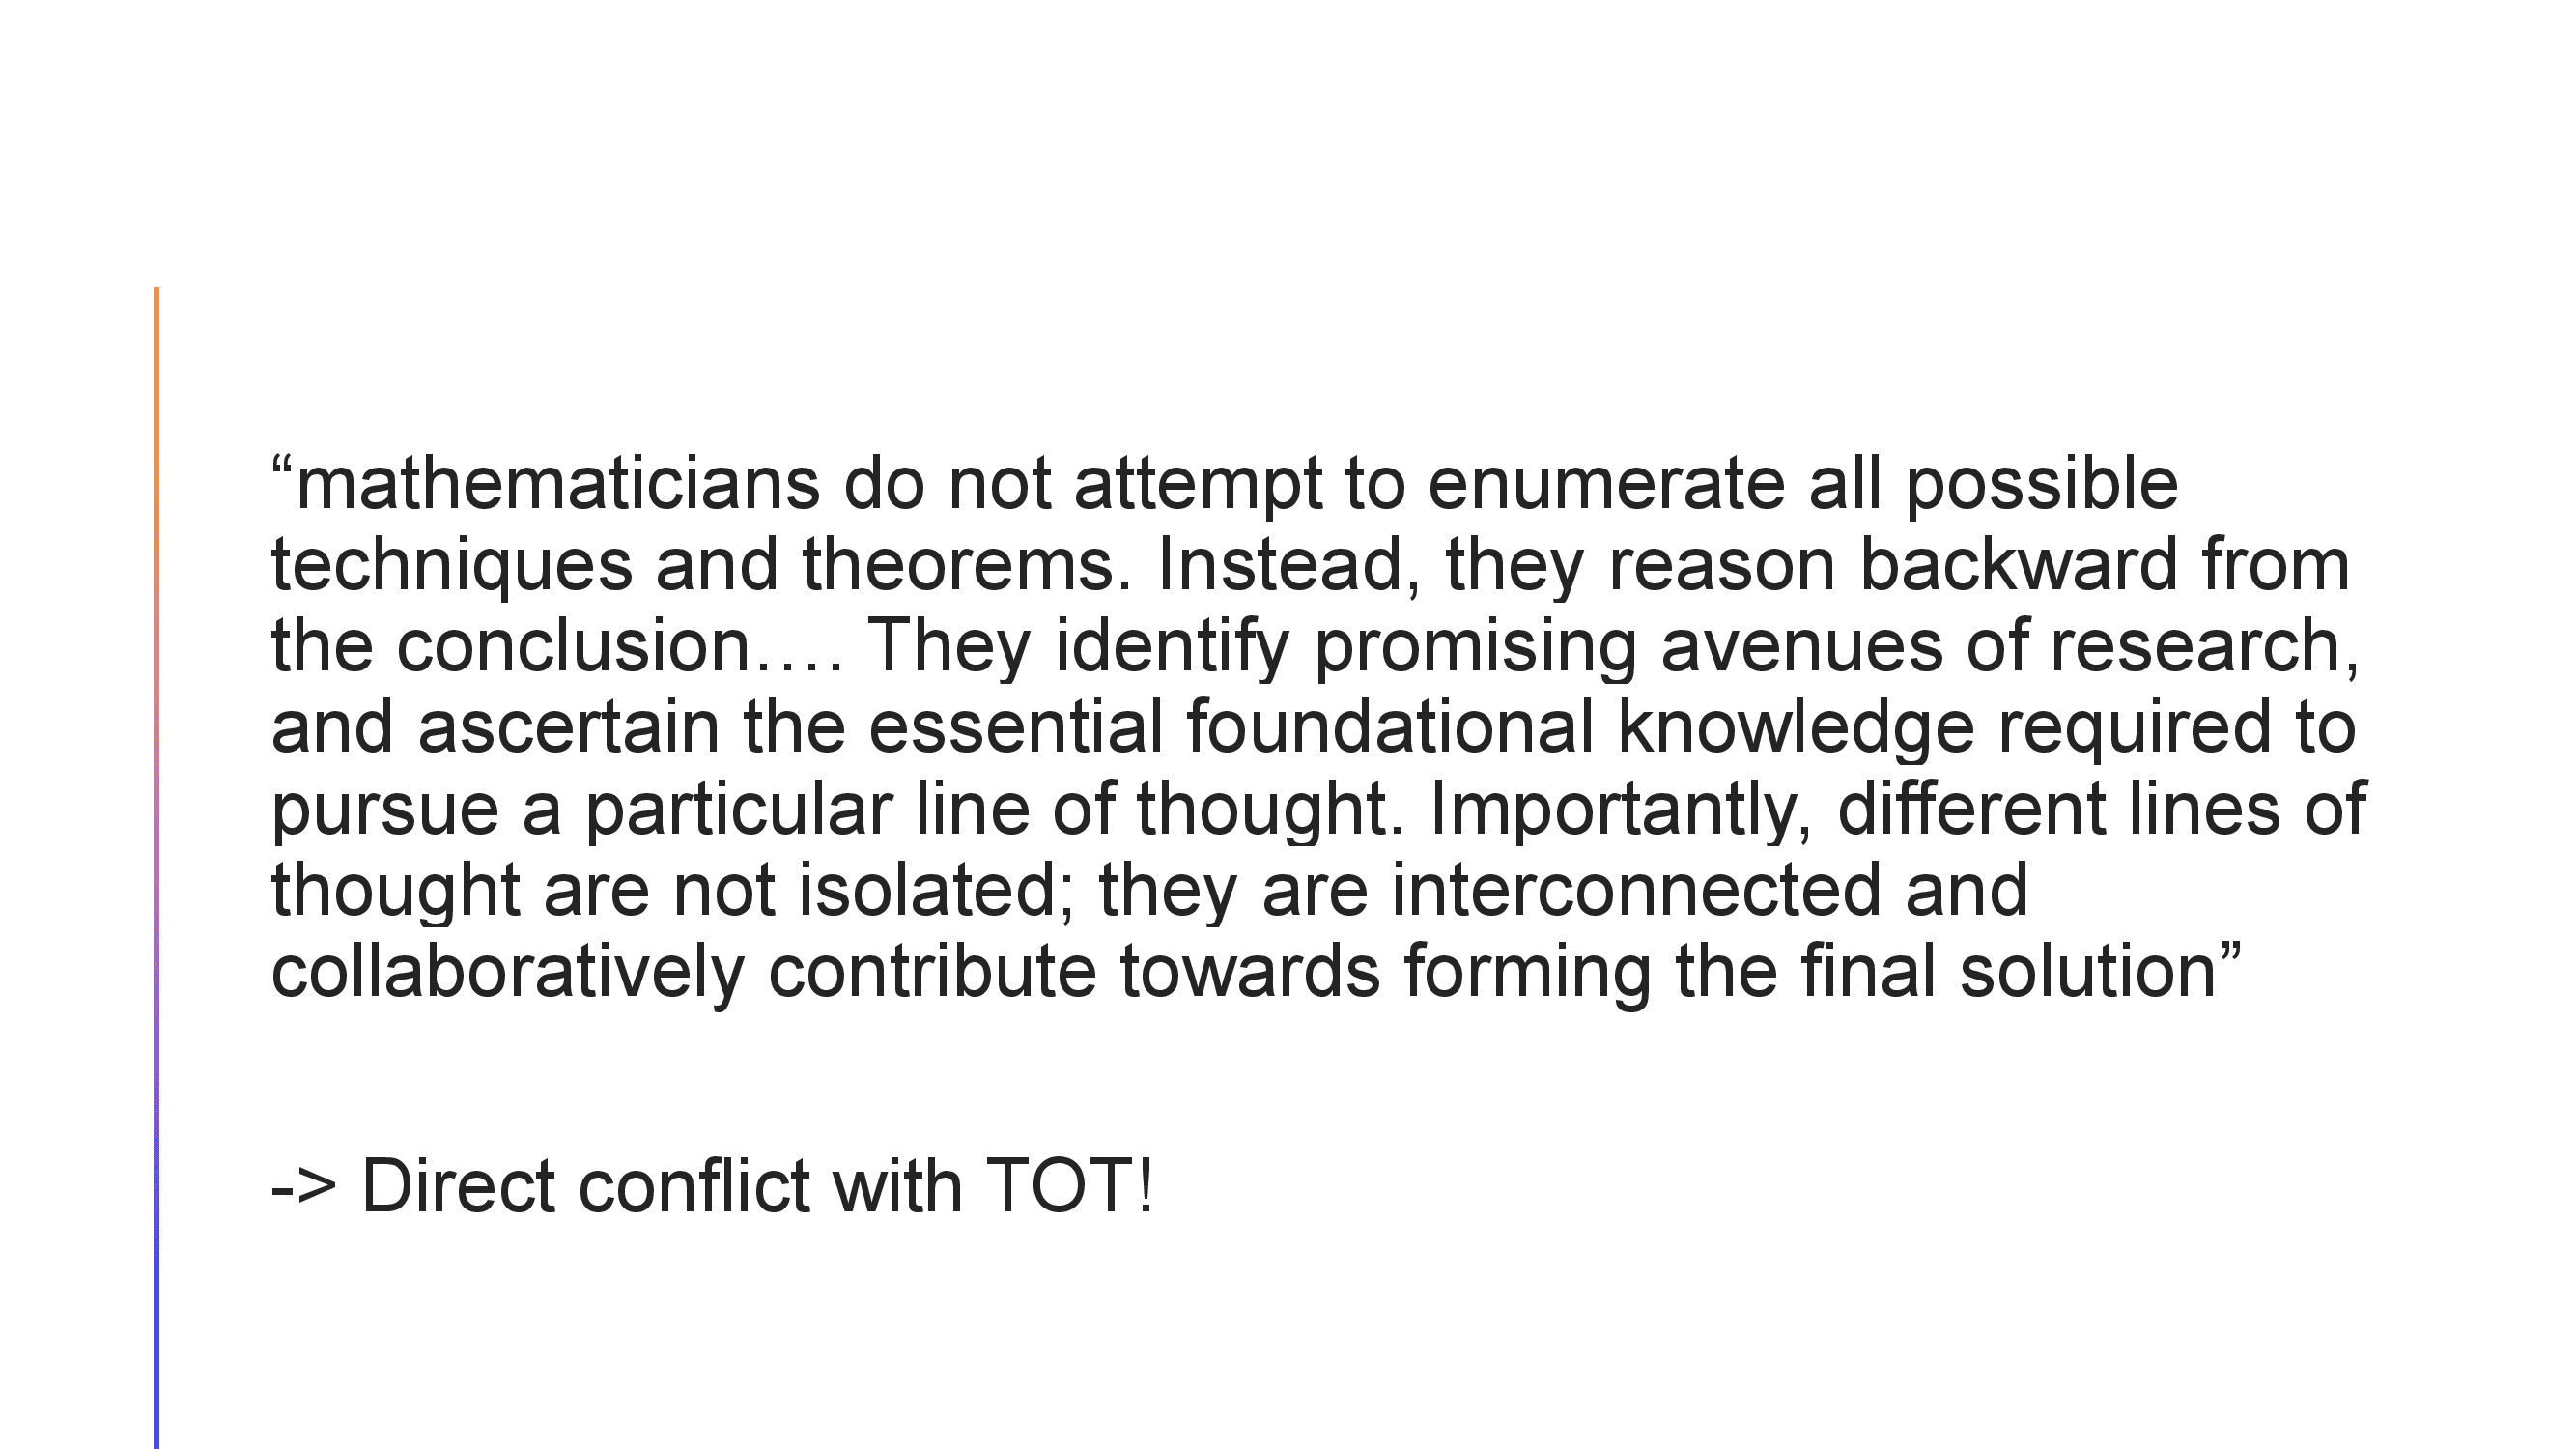 “mathematicians do not attempt to enumerate all possible
techniques and theorems. Instead, they reason backward from
the conclusion…. They identify promising avenues of research,
and ascertain the essential foundational knowledge required to
pursue a particular line of thought. Importantly, different lines of
thought are not isolated; they are interconnected and
collaboratively contribute towards forming the final solution”
-> Direct conflict with TOT!